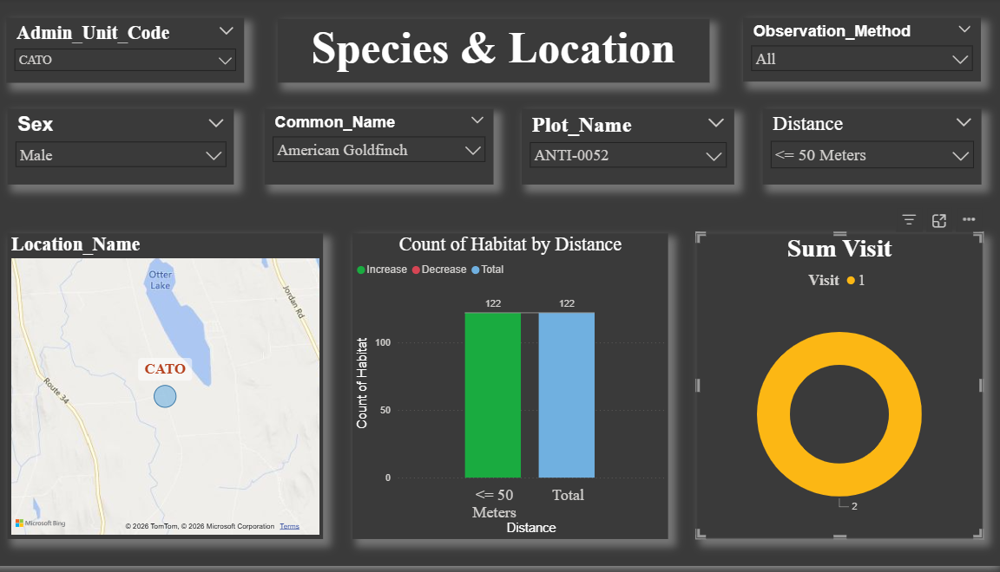 Admin_Unit_Code
CATO
Species & Location
Observation_Method
All
Sex
Male
Common_Name
American Goldfinch
Plot_Name
ANTI-0052
Distance
<= 50 Meters
Location_Name
Otter
Lake
Jordan Rd
CATO
Route 34
Microsoft Bing
© 2026 TomTom, © 2026 Microsoft Corporation Terms
Count of Habitat by Distance
Increase Decrease Total
122 122
Count of Habitat
100
50
0
<= 50
Meters
Total
Distance
Sum Visit
Visit 1
2